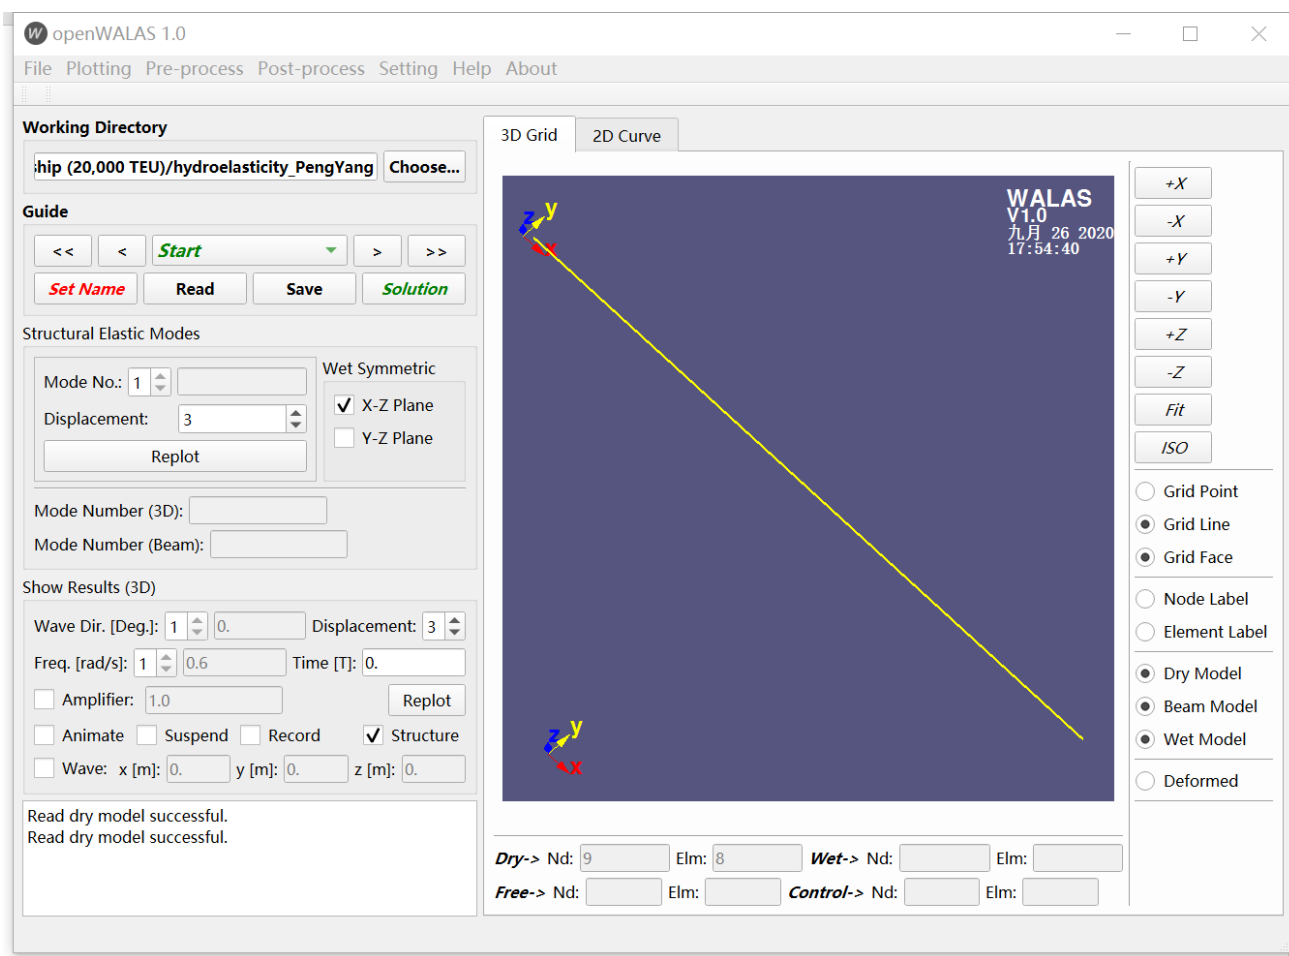 openWALAS 1.0
File Plotting Pre-process Post-process Setting Help About
Working Directory
ship (20,000 TEU)/hydroelasticity_PengYang Choose...
Guide
<< < Start > >>
Set Name Read Save Solution
Structural Elastic Modes
Mode No.: 1
Displacement: 3
Replot
Wet Symmetric
X-Z Plane
Y-Z Plane
Mode Number (3D):
Mode Number (Beam):
Show Results (3D)
Wave Dir. [Deg.]: 1 0. Displacement: 3
Freq. [rad/s]: 1 0.6 Time [T]: 0.
Amplifier: 1.0 Replot
Animate Suspend Record Structure
Wave: x [m]: 0. y [m]: 0. z [m]: 0.
Read dry model successful.
Read dry model successful.
3D Grid 2D Curve
WALAS
V1.0
九月 26 2020
17:54:40
z y
x
z y
x
+X
-X
+Y
-Y
+Z
-Z
Fit
ISO
Grid Point
Grid Line
Grid Face
Node Label
Element Label
Dry Model
Beam Model
Wet Model
Deformed
Dry-> Nd: 9 Elm: 8 Wet-> Nd: Elm:
Free-> Nd: Elm: Control-> Nd: Elm: